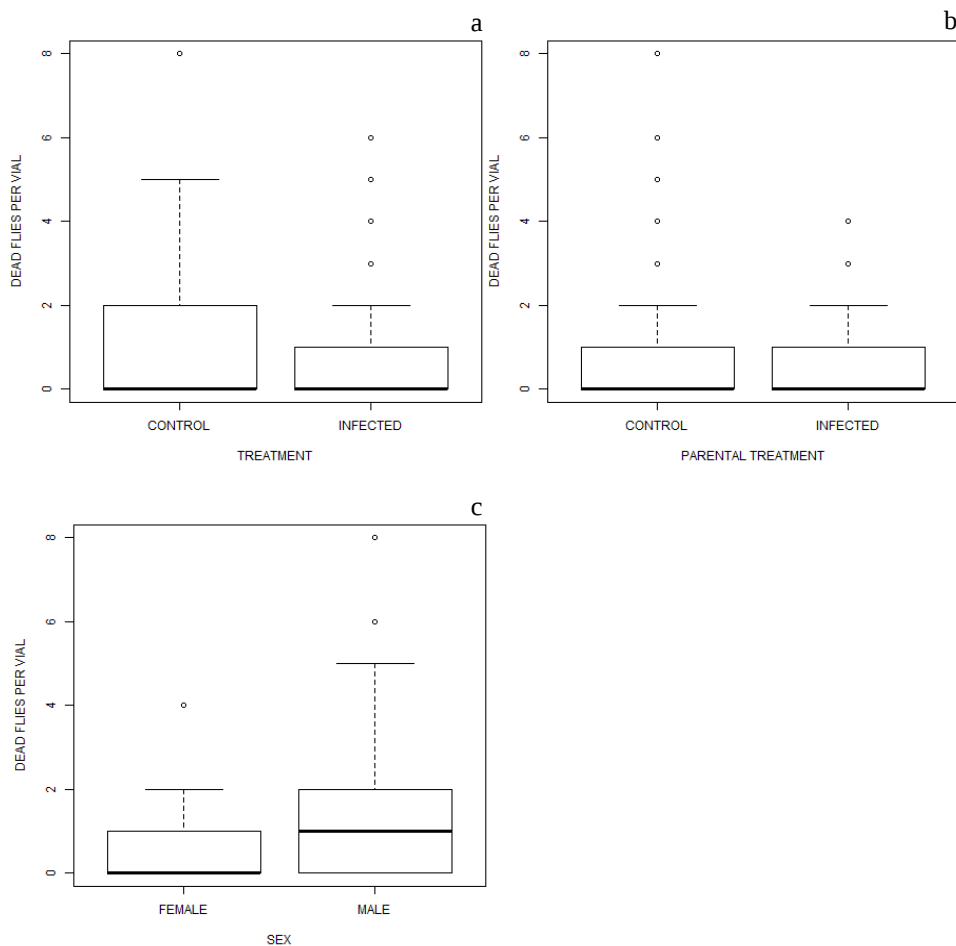 a
DEAD FLIES PER VIAL
8
6
4
2
0
CONTROL INFECTED
TREATMENT
b
DEAD FLIES PER VIAL
8
6
4
2
0
CONTROL INFECTED
PARENTAL TREATMENT
c
DEAD FLIES PER VIAL
8
6
4
2
0
FEMALE MALE
SEX